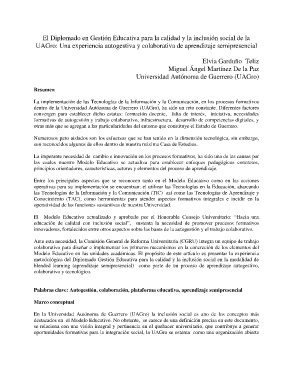 El Diplomado en Gestión Educativa para la calidad y la inclusión social de la
UAGro: Una experiencia autogestiva y colaborativa de aprendizaje semipresencial
Elvia Garduño Teliz
Miguel Ángel Martínez De la Paz
Universidad Autónoma de Guerrero (UAGro)
Resumen
La implementación de las Tecnologías de la Información y la Comunicación, en los procesos formativos
dentro de la Universidad Autónoma de Guerrero (UAGro), ha sido un reto constante. Diferentes factores
convergen para establecer dicho estatus: formación docente, falta de interés, iniciativa, necesidades
formativas de autogestión y trabajo colaborativo, infraestructura, desarrollo de competencias digitales, y
otras más que se agregan a las particularidades del entorno que constituye el Estado de Guerrero.
Numerosos pero aislados son los esfuerzos que se han tenido en la dimensión tecnológica, sin embargo,
son reconocidos algunos de ellos dentro de nuestra máxima Casa de Estudios.
La imperante necesidad de cambio e innovación en los procesos formativos, ha sido una de las causas por
las cuales nuestro Modelo Educativo se actualiza para establecer enfoques pedagógicos concretos,
principios orientadores, características, actores y elementos del proceso de aprendizaje.
Entre los principales aspectos que se reconocen tanto en el Modelo Educativo como en las acciones
operativas para su implementación se encuentran: el utilizar las Tecnologías en la Educación, abarcando
las Tecnologías de la Información y Comunicación (TIC) así como las Tecnologías de Aprendizaje y
Conocimiento (TAC), como herramientas para atender aspectos formativos integrales e incidir en la
operatividad de las funciones sustantivas de nuestra Universidad.
El Modelo Educativo actualizado y aprobado por el Honorable Consejo Universitario: "Hacia una
educación de calidad con inclusión social", sustenta la necesidad de promover procesos formativos
innovadores, fortalecidos entre otros aspectos sobre las bases de la autogestión y el trabajo colaborativo.
Ante esta necesidad, la Comisión General de Reforma Universitaria (CGRU) integra un equipo de trabajo
colaborativo para diseñar e implementar los primeros mecanismos en la concreción de los elementos del
Modelo Educativo en las unidades académicas. El propósito de este artículo es presentar la experiencia
metodológica del Diplomado Gestión Educativa para la calidad y la inclusión social en la modalidad de
blended learning (aprendizaje semipresencial) como parte de un proceso de aprendizaje autogestivo,
colaborativo y tecnológico.
Palabras clave: Autogestión, colaboración, plataforma educativa, aprendizaje semipresencial
Marco conceptual
En la Universidad Autónoma de Guerrero (UAGro) la inclusión social es uno de los conceptos más
destacados en el Modelo Educativo. No obstante, se carece de una definición precisa en este documento,
se relaciona con una visión integral y pertinente en el quehacer universitario, que contribuye a generar
oportunidades formativas para la integración social, la UAGro se ostenta como una organización abierta